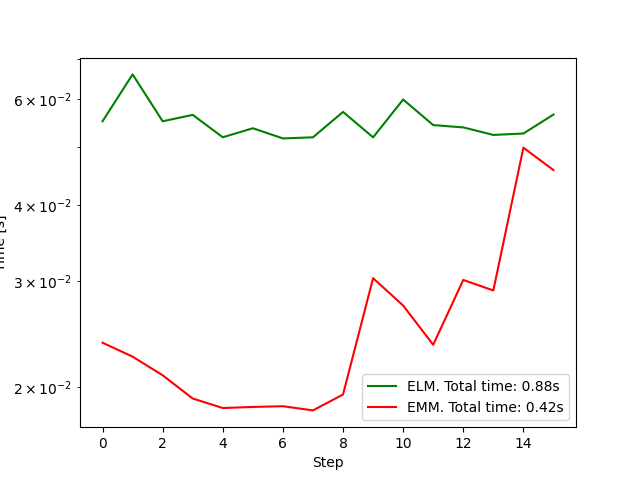 6 × 10⁻²
4 × 10⁻²
3 × 10⁻²
2 × 10⁻²
ELM. Total time: 0.88s
EMM. Total time: 0.42s
0 2 4 6 8 10 12 14
Step